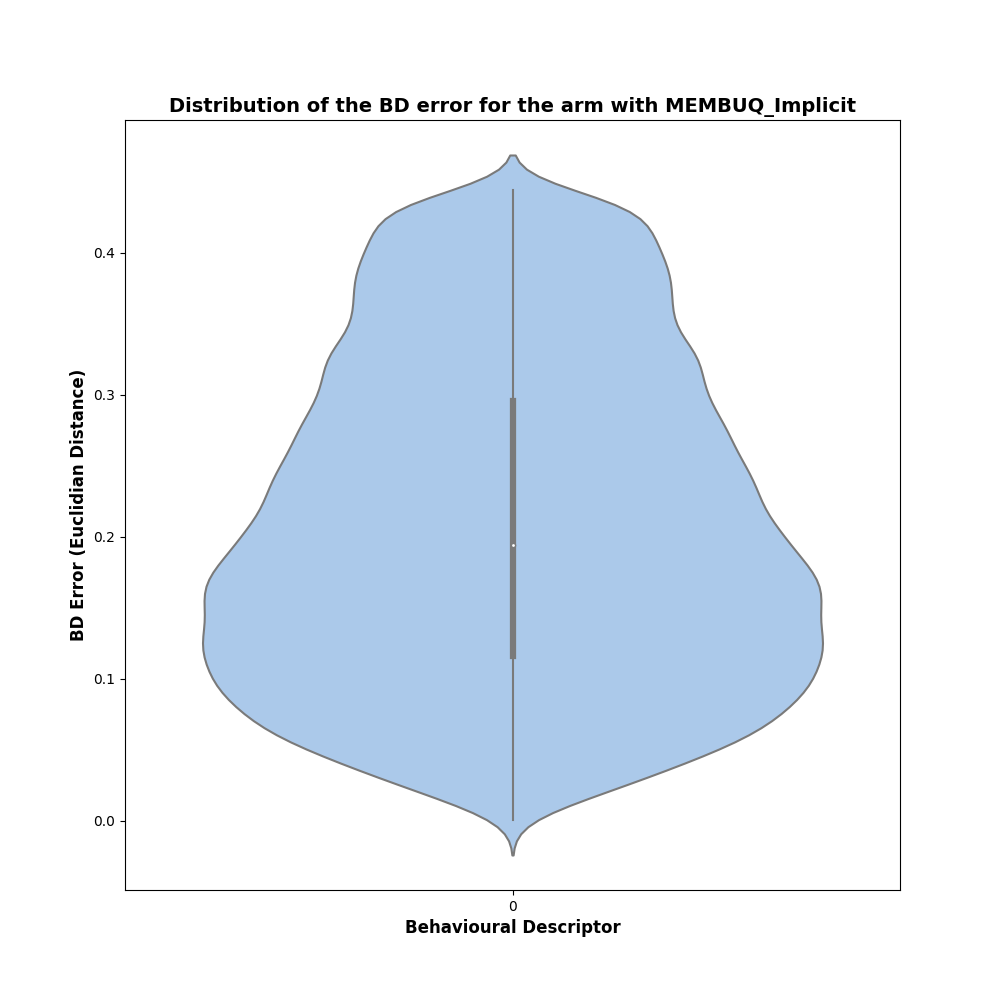 Distribution of the BD error for the arm with MEMBUQ_Implicit
0.4
0.3
0.2
0.1
0.0
BD Error (Euclidian Distance)
0
Behavioural Descriptor